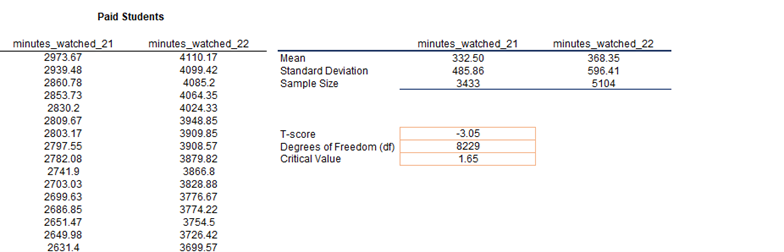 Paid Students
minutes_watched_21 minutes_watched_22 minutes_watched_21 minutes_watched_22
2973.67 4110.17 Mean 332.50 368.35
2939.48 4099.42 Standard Deviation 485.86 596.41
2860.78 4085.2 Sample Size 3433 5104
2853.73 4064.35
2830.2 4024.33
2809.67 3948.85
2803.17 3909.85 T-score -3.05
2797.55 3908.57 Degrees of Freedom (df) 8229
2782.08 3879.82 Critical Value 1.65
2741.9 3866.8
2703.03 3828.88
2699.63 3776.67
2686.85 3774.22
2651.47 3754.5
2649.98 3726.42
2631.4 3699.57